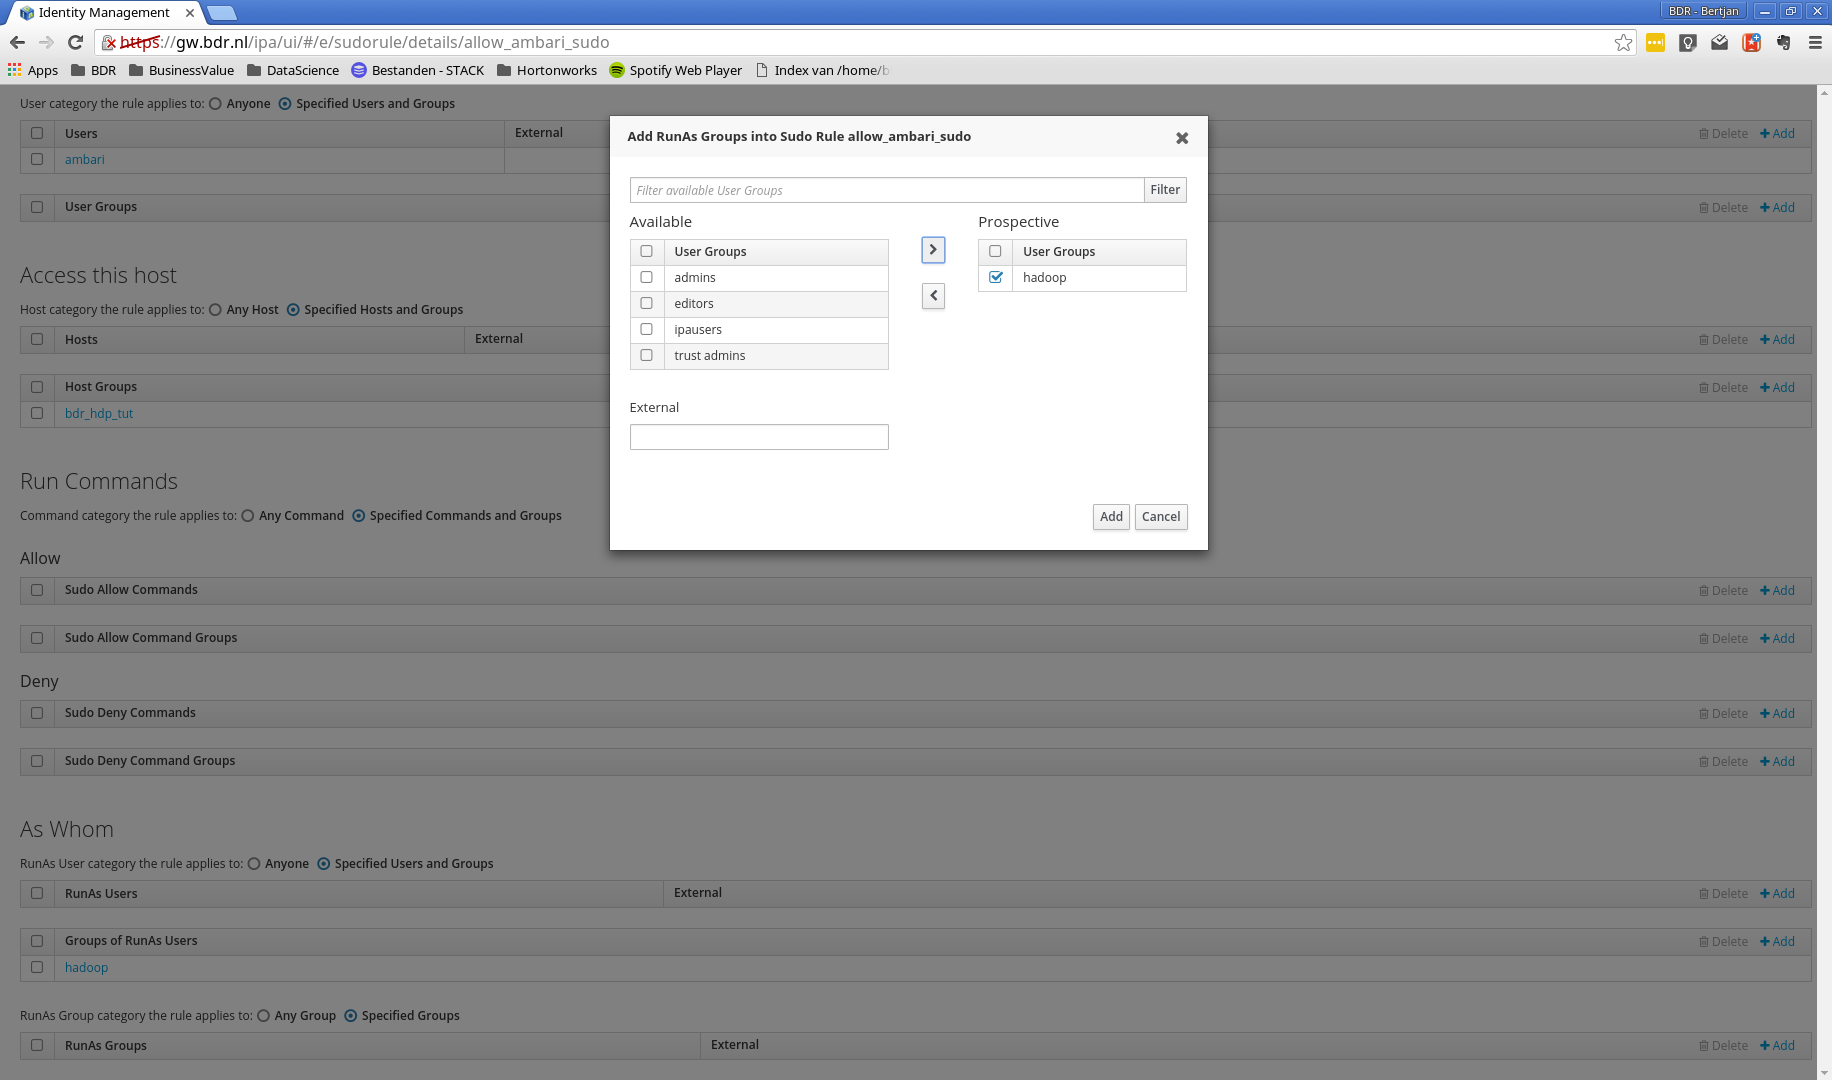 Identity Management
BDR - Bertjan
https://gw.bdr.nl/ipa/ui/#/e/sudorule/details/allow_ambari_sudo
Apps BDR BusinessValue DataScience Bestanden - STACK Hortonworks Spotify Web Player Index van /home/b
User category the rule applies to: Anyone Specified Users and Groups
Users External Delete Add
ambari
User Groups Delete Add
Access this host
Host category the rule applies to: Any Host Specified Hosts and Groups
Hosts External Delete Add
Host Groups Delete Add
bdr_hdp_tut
Run Commands
Command category the rule applies to: Any Command Specified Commands and Groups
Allow
Sudo Allow Commands Delete Add
Sudo Allow Command Groups Delete Add
Deny
Sudo Deny Commands Delete Add
Sudo Deny Command Groups Delete Add
As Whom
RunAs User category the rule applies to: Anyone Specified Users and Groups
RunAs Users External Delete Add
Groups of RunAs Users Delete Add
hadoop
RunAs Group category the rule applies to: Any Group Specified Groups
RunAs Groups External Delete Add
Add RunAs Groups into Sudo Rule allow_ambari_sudo
Filter available User Groups Filter
Available
User Groups
admins
editors
ipausers
trust admins
Prospective
User Groups
hadoop
External
Add Cancel